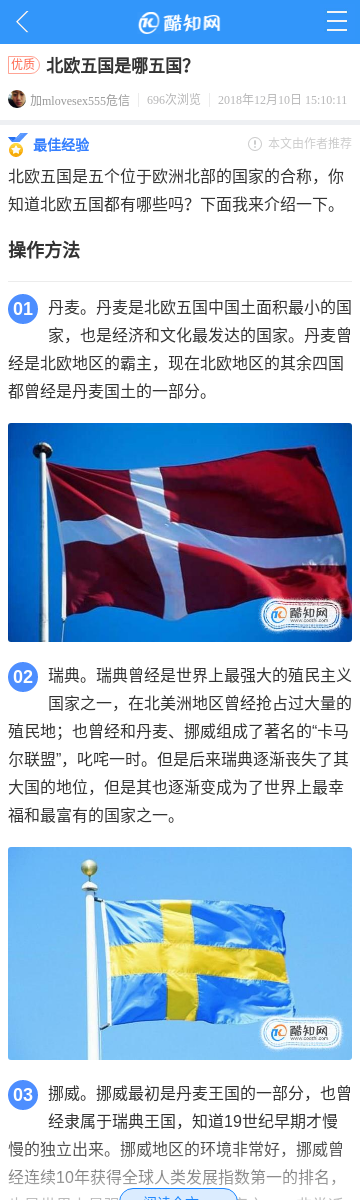 酷知网
北欧五国是哪五国？
优质
加mlovesex555危信
696次浏览
2018年12月10日 15:10:11
最佳经验
本文由作者推荐
北欧五国是五个位于欧洲北部的国家的合称，你
知道北欧五国都有哪些吗？下面我来介绍一下。
操作方法
01
丹麦。丹麦是北欧五国中国土面积最小的国
家，也是经济和文化最发达的国家。丹麦曾
经是北欧地区的霸主，现在北欧地区的其余四国
都曾经是丹麦国土的一部分。
酷知网
www.coozhi.com
02
瑞典。瑞典曾经是世界上最强大的殖民主义
国家之一，在北美洲地区曾经抢占过大量的
殖民地；也曾经和丹麦、挪威组成了著名的“卡马
尔联盟”，叱咤一时。但是后来瑞典逐渐丧失了其
大国的地位，但是其也逐渐变成为了世界上最幸
福和最富有的国家之一。
酷知网
www.coozhi.com
03
挪威。挪威最初是丹麦王国的一部分，也曾
经隶属于瑞典王国，知道19世纪早期才慢
慢的独立出来。挪威地区的环境非常好，挪威曾
经连续10年获得全球人类发展指数第一的排名，